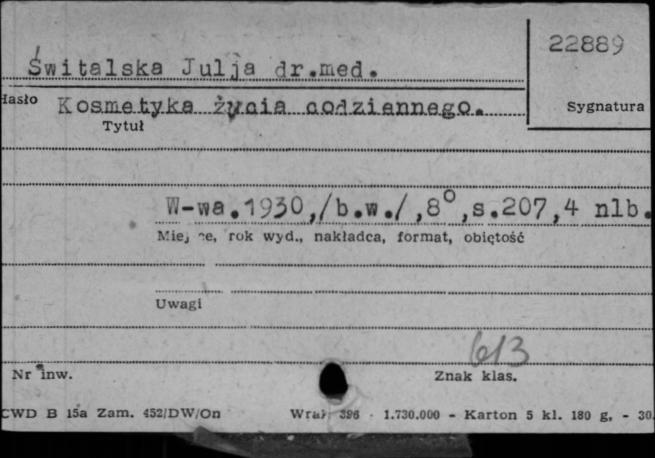 22889
Świtalska Julja dr.med.
Hasło Kosmetyka życia codziennego. Sygnatura
Tytuł
W-wa.1930,/b.w./,8°,s.207,4 nlb.
Miejsce, rok wyd., nakładca, format, objętość
Uwagi
613
Nr inw. Znak klas.
CWD B 15a Zam. 452/DW/On 396 1.730.000 - Karton 5 kl. 180 g. - 30.